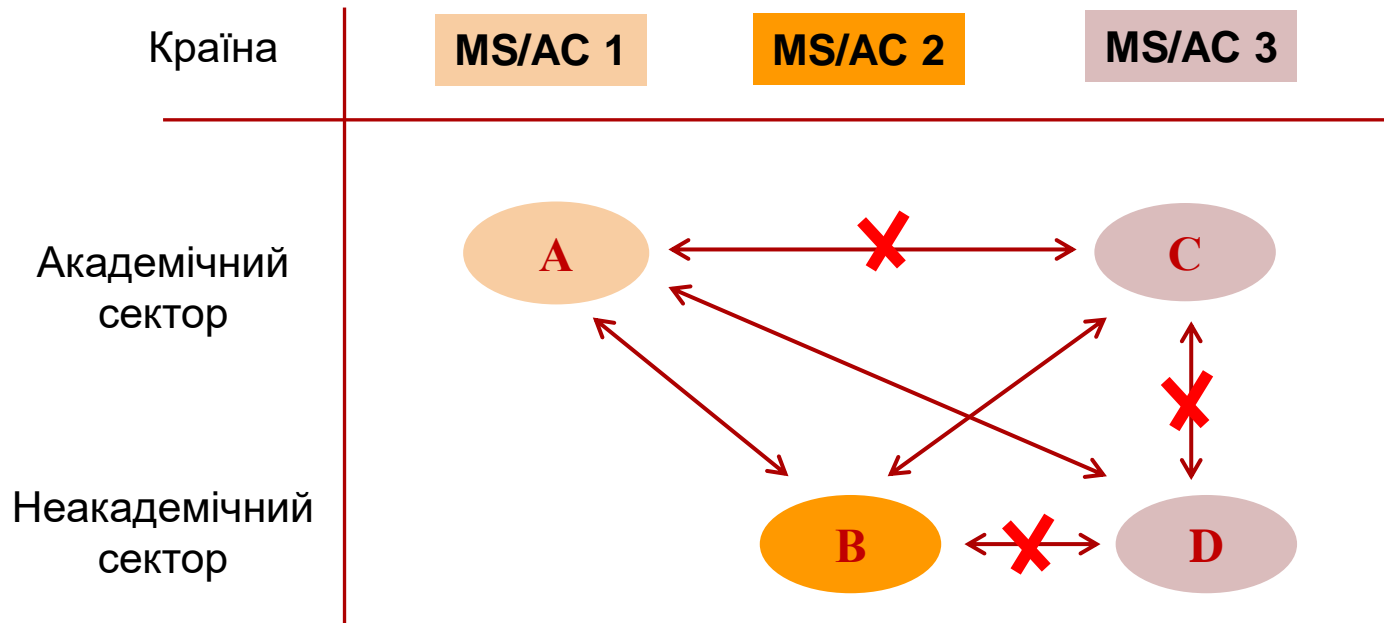 Країна
MS/AC 1
MS/AC 2
MS/AC 3
Академічний
сектор
A
C
Неакадемічний
сектор
B
D